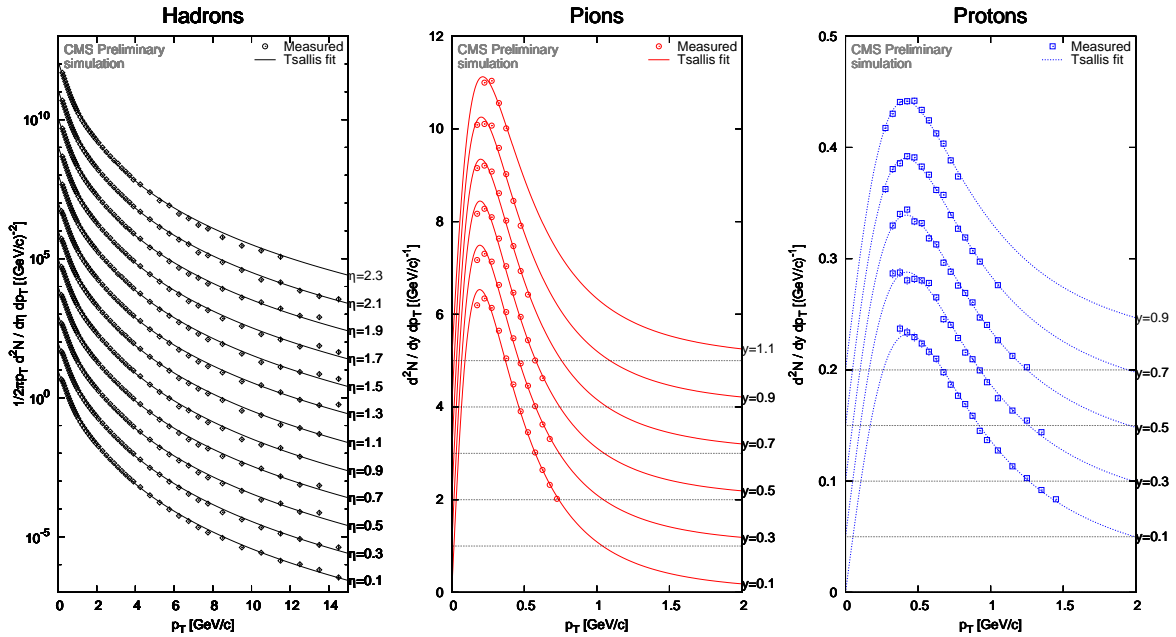 Hadrons
CMS Preliminary
simulation
Measured
Tsallis fit
1/2πp_T d^2N / dη dp_T [(GeV/c)^-2]
10^10
10^5
10^0
10^-5
η=2.3
η=2.1
η=1.9
η=1.7
η=1.5
η=1.3
η=1.1
η=0.9
η=0.7
η=0.5
η=0.3
η=0.1
0 2 4 6 8 10 12 14
p_T [GeV/c]
Pions
CMS Preliminary
simulation
Measured
Tsallis fit
d^2N / dy dp_T [(GeV/c)^-1]
12
10
8
6
4
2
0
y=1.1
y=0.9
y=0.7
y=0.5
y=0.3
y=0.1
0 0.5 1 1.5 2
p_T [GeV/c]
Protons
CMS Preliminary
simulation
Measured
Tsallis fit
d^2N / dy dp_T [(GeV/c)^-1]
0.5
0.4
0.3
0.2
0.1
0
y=0.9
y=0.7
y=0.5
y=0.3
y=0.1
0 0.5 1 1.5 2
p_T [GeV/c]